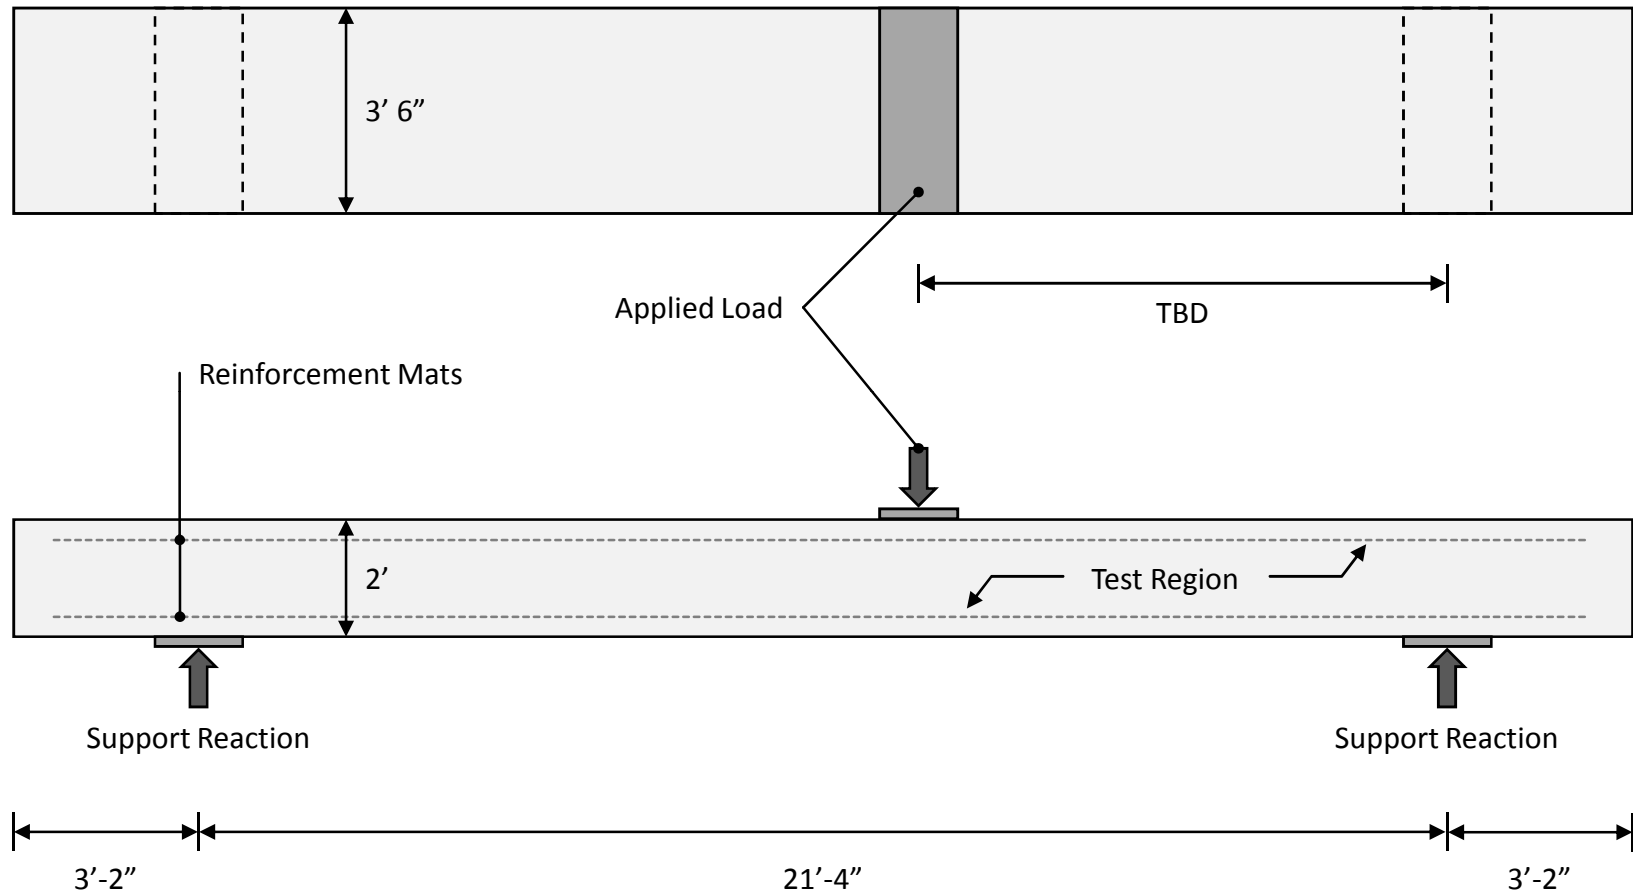 3’ 6”
TBD
Applied Load
Reinforcement Mats
2’
Test Region
Support Reaction
Support Reaction
3’-2”
21’-4”
3’-2”